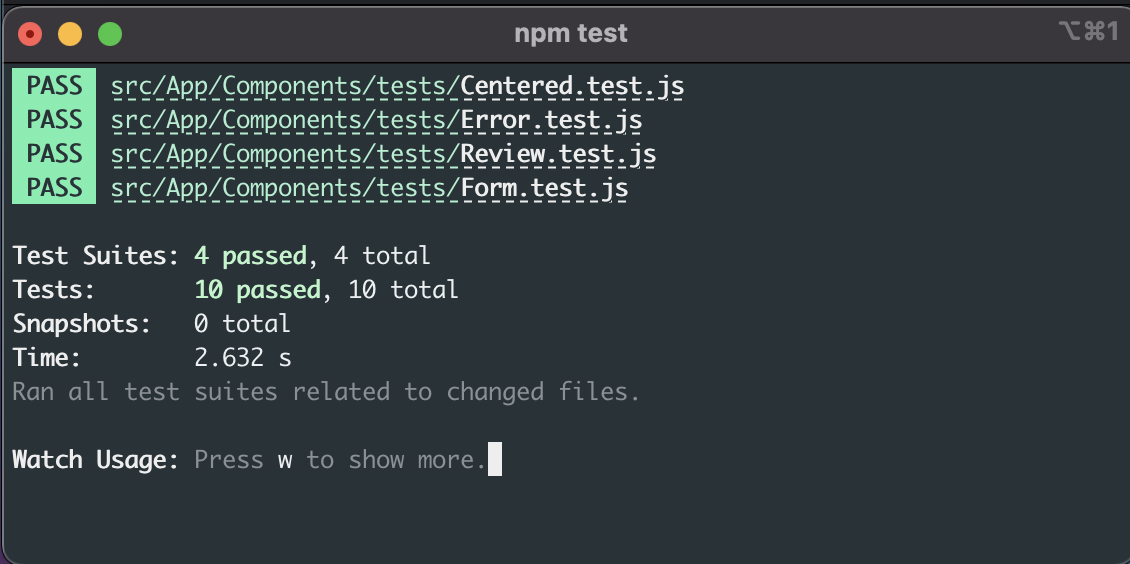 npm test
⌥⌘1
PASS src/App/Components/tests/Centered.test.js
PASS src/App/Components/tests/Error.test.js
PASS src/App/Components/tests/Review.test.js
PASS src/App/Components/tests/Form.test.js
Test Suites: 4 passed, 4 total
Tests: 10 passed, 10 total
Snapshots: 0 total
Time: 2.632 s
Ran all test suites related to changed files.
Watch Usage: Press w to show more.